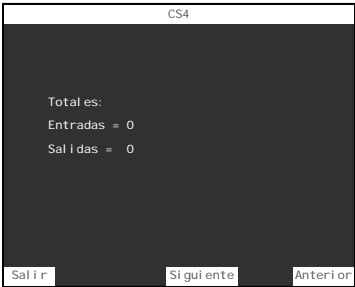 CS4
Totales:
Entradas = 0
Salidas = 0
Salir Siguiente Anterior